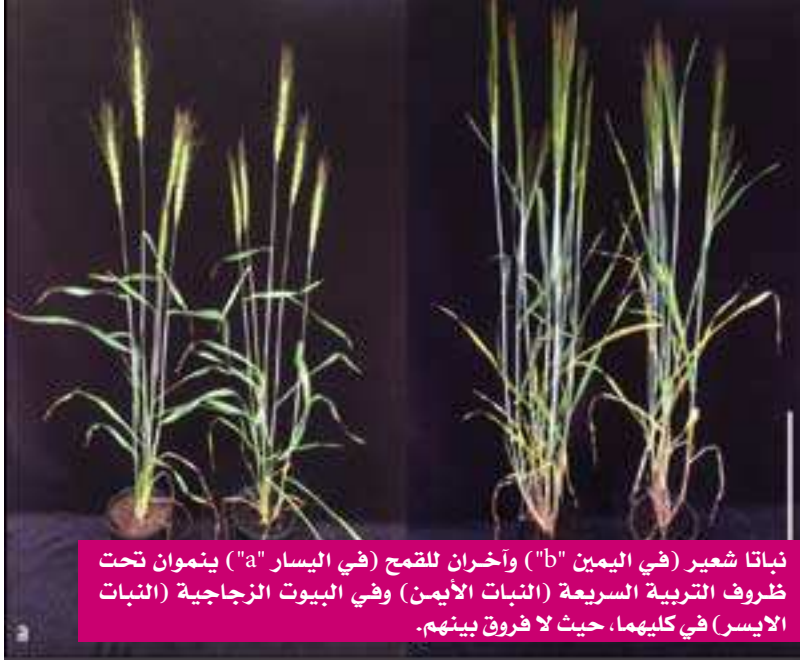 نباتا شعير (في اليمين "b") وآخران للقمح (في اليسار "a") ينموان تحت
ظروف التربية السريعة (النبات الأيمن) وفي البيوت الزجاجية (النبات
الايسر) في كليهما، حيث لا فروق بينهم.
a